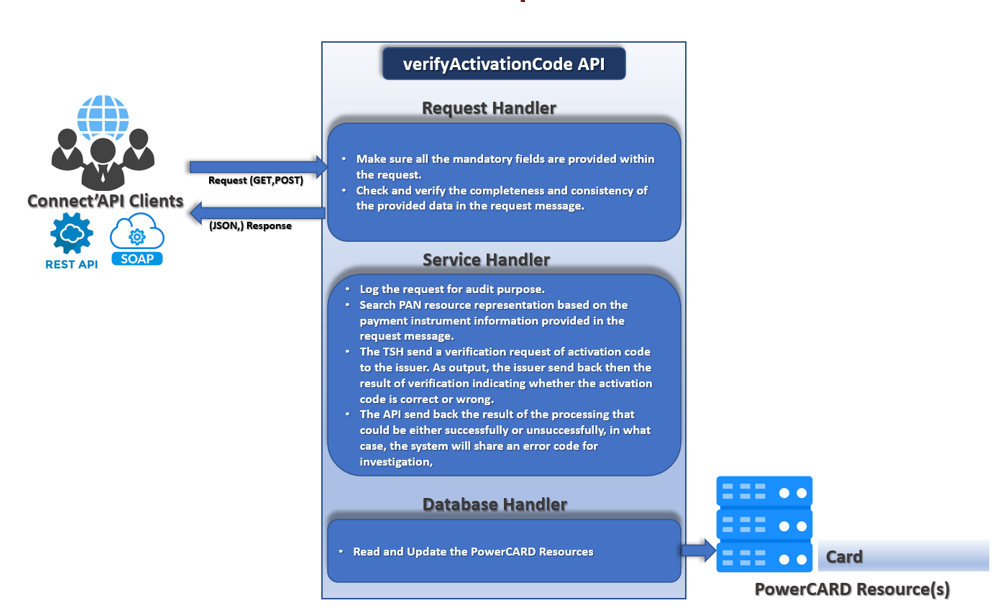 verifyActivationCode API
Request Handler
• Make sure all the mandatory fields are provided within
the request.
• Check and verify the completeness and consistency of
the provided data in the request message.
Request (GET,POST)
Connect'API Clients
(JSON,) Response
REST API
SOAP
Service Handler
• Log the request for audit purpose.
• Search PAN resource representation based on the
payment instrument information provided in the
request message.
• The TSH send a verification request of activation code
to the issuer. As output, the issuer send back then the
result of verification indicating whether the activation
code is correct or wrong.
• The API send back the result of the processing that
could be either successfully or unsuccessfully, in what
case, the system will share an error code for
investigation,
Database Handler
• Read and Update the PowerCARD Resources
Card
PowerCARD Resource(s)